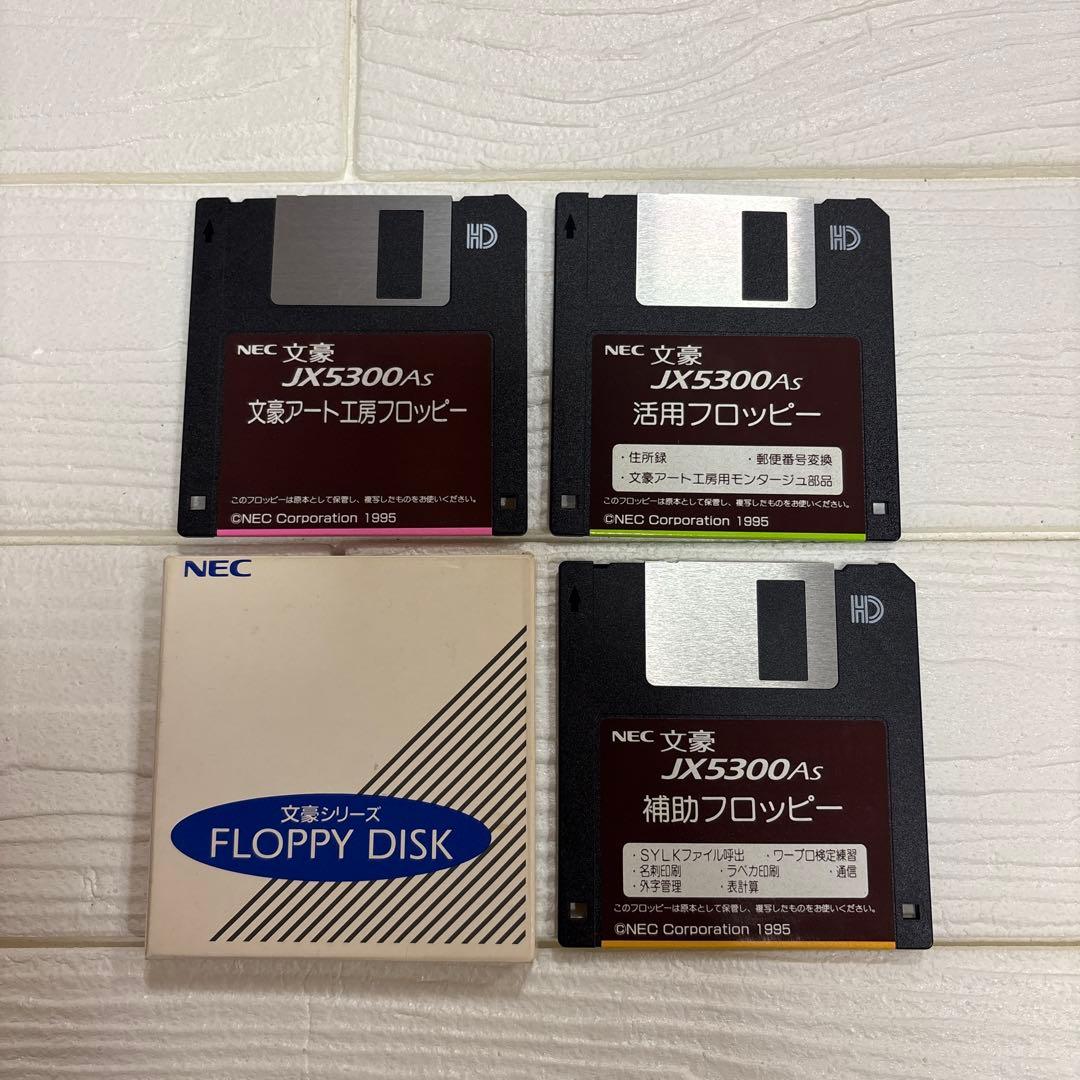 HD
NEC 文豪
JX5300AS
文豪アート工房フロッピー
このフロッピーは原本として保管し、複写したものをお使いください。
©NEC Corporation 1995
HD
NEC 文豪
JX5300AS
活用フロッピー
・住所録 ・郵便番号変換
・文豪アート工房用モンタージュ部品
このフロッピーは原本として保管し、複写したものをお使いください。
©NEC Corporation 1995
NEC
文豪シリーズ
FLOPPY DISK
HD
NEC 文豪
JX5300AS
補助フロッピー
・SYLKファイル呼出 ・ワープロ検定練習
・名刺印刷 ・ラベカ印刷 ・通信
・外字管理 ・表計算
このフロッピーは原本として保管し、複写したものをお使いください。
©NEC Corporation 1995